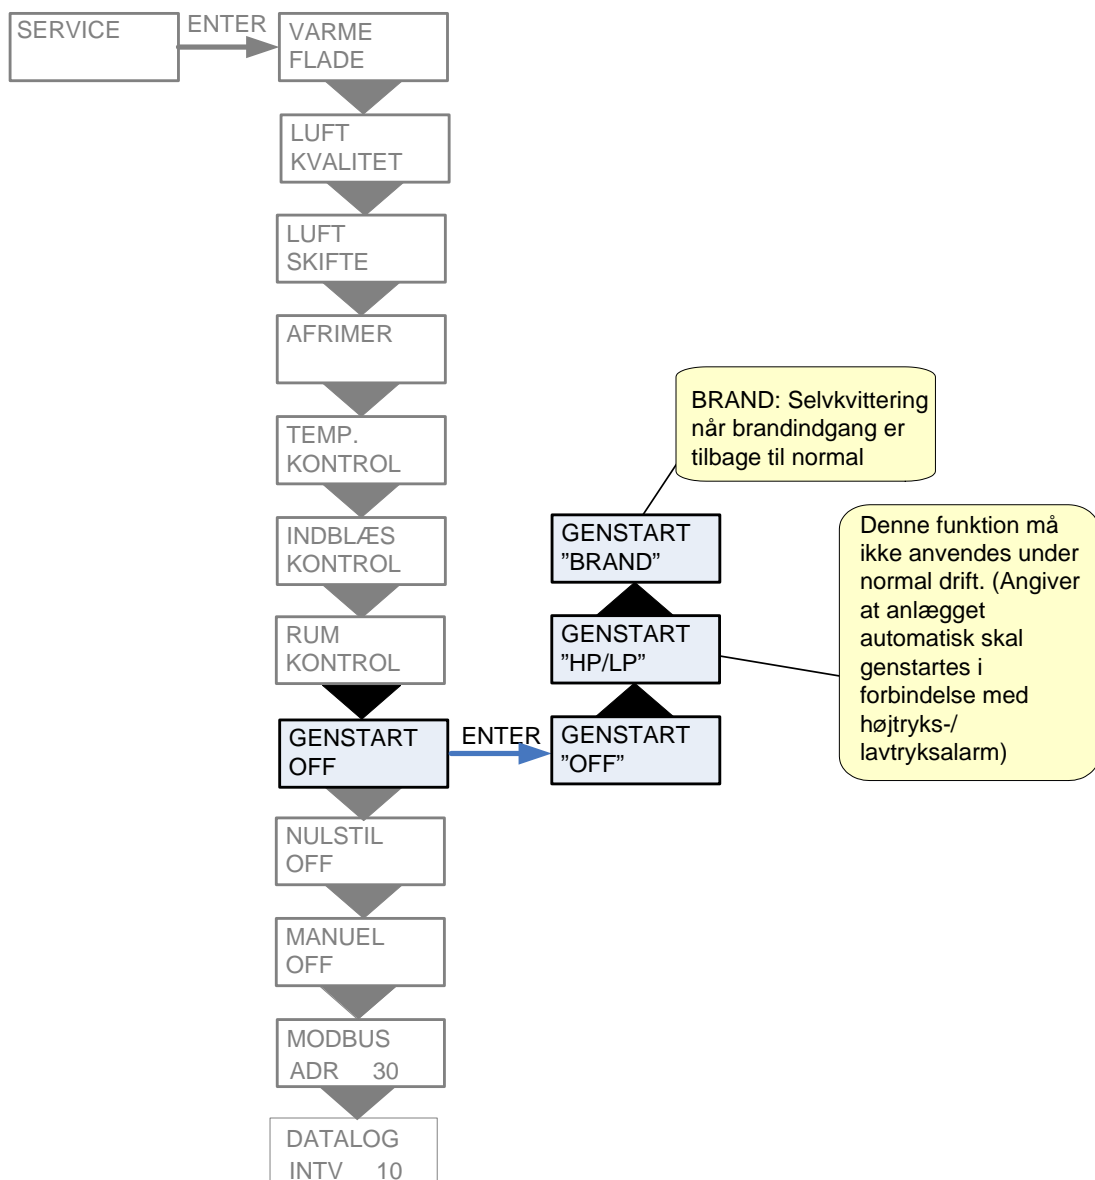 SERVICE
ENTER
VARME
FLADE
LUFT
KVALITET
LUFT
SKIFTE
AFRIMER
TEMP.
KONTROL
INDBLÆS
KONTROL
RUM
KONTROL
GENSTART
OFF
ENTER
GENSTART
”OFF”
GENSTART
”HP/LP”
GENSTART
”BRAND”
BRAND: Selvkvittering
når brandindgang er
tilbage til normal
Denne funktion må
ikke anvendes under
normal drift. (Angiver
at anlægget
automatisk skal
genstartes i
forbindelse med
højtryks-/
lavtryksalarm)
NULSTIL
OFF
MANUEL
OFF
MODBUS
ADR 30
DATALOG
INTV 10